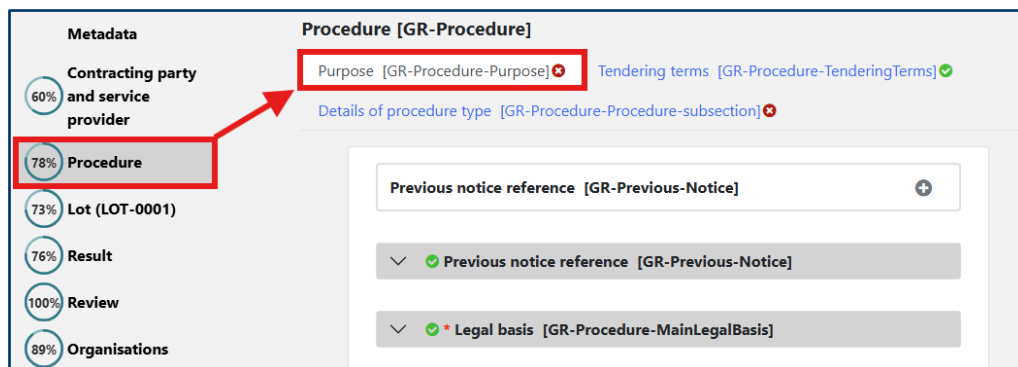 Metadata
60% Contracting party
and service
provider
78% Procedure
73% Lot (LOT-0001)
76% Result
100% Review
89% Organisations
Procedure [GR-Procedure]
Purpose [GR-Procedure-Purpose] Tendering terms [GR-Procedure-TenderingTerms]
Details of procedure type [GR-Procedure-Procedure-subsection]
Previous notice reference [GR-Previous-Notice]
Previous notice reference [GR-Previous-Notice]
* Legal basis [GR-Procedure-MainLegalBasis]